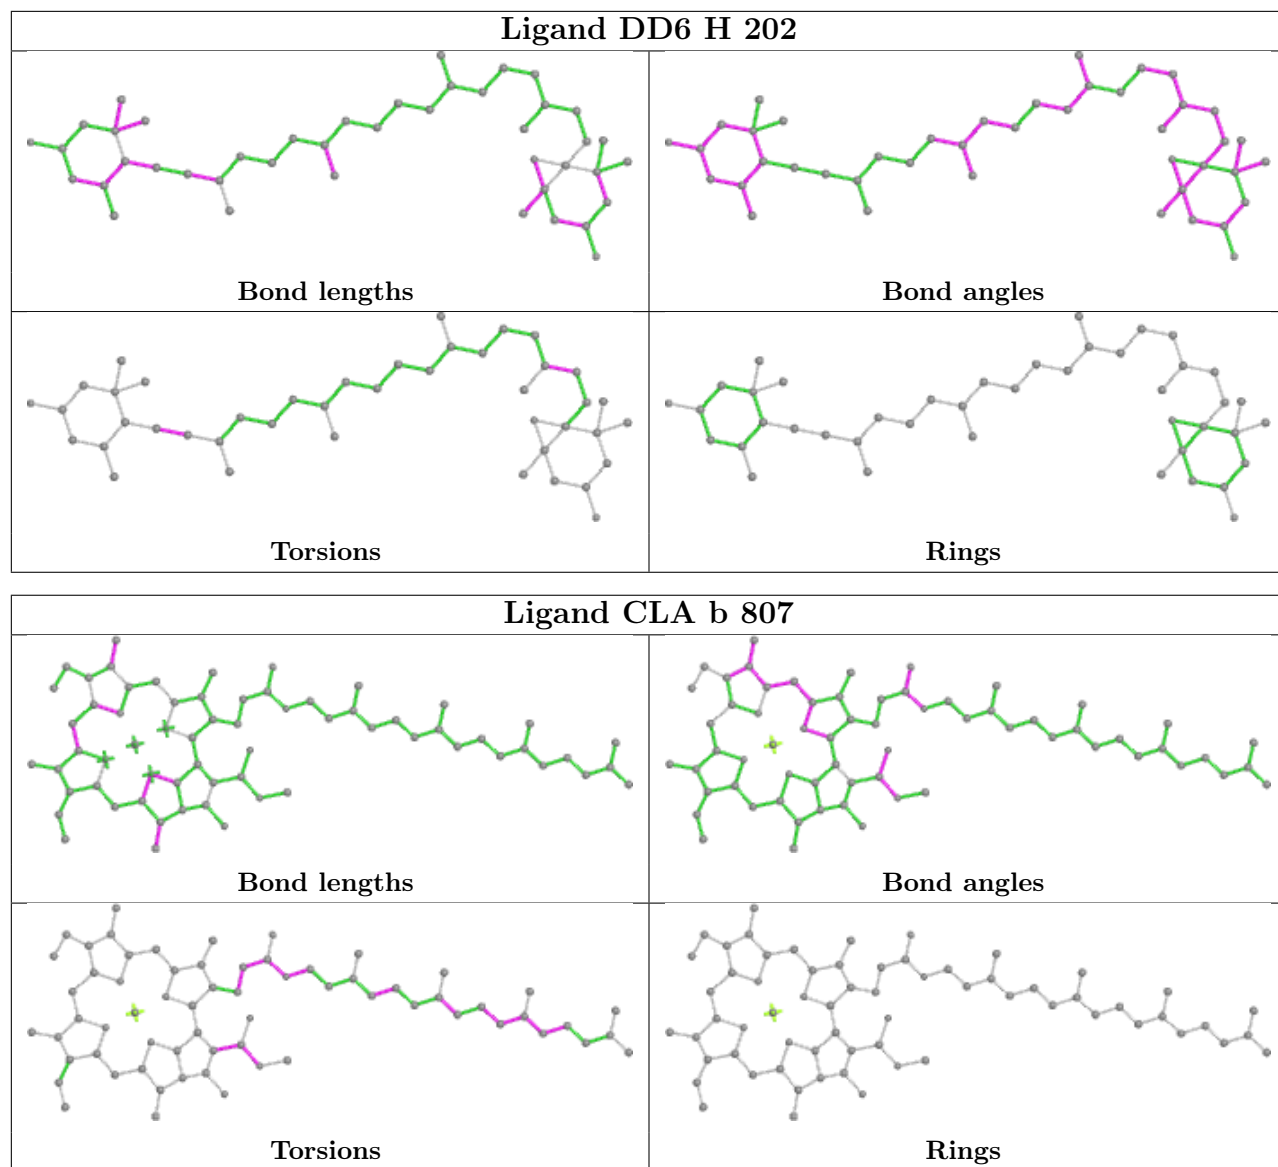 Ligand DD6 H 202
Bond lengths
Bond angles
Torsions
Rings
Ligand CLA b 807
Bond lengths
Bond angles
Torsions
Rings